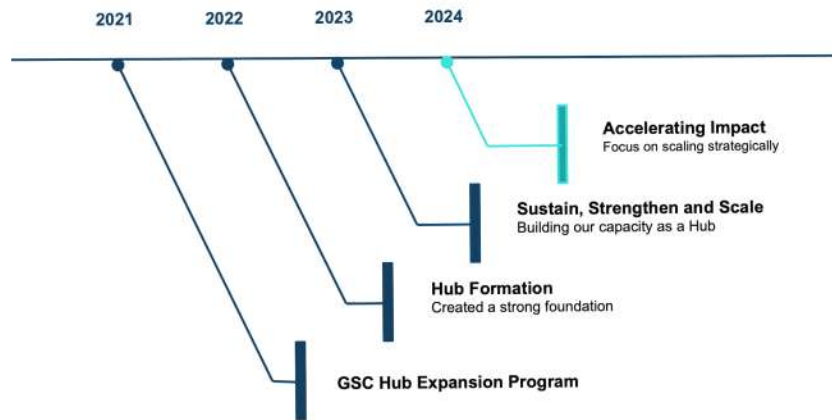 2021 2022 2023 2024
Accelerating Impact
Focus on scaling strategically
Sustain, Strengthen and Scale
Building our capacity as a Hub
Hub Formation
Created a strong foundation
GSC Hub Expansion Program